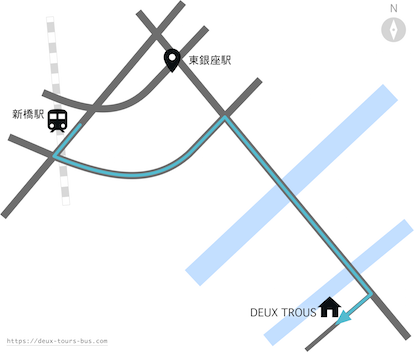 N
東銀座駅
新橋駅
DEUX TROUS
https://deux-tours-bus.com